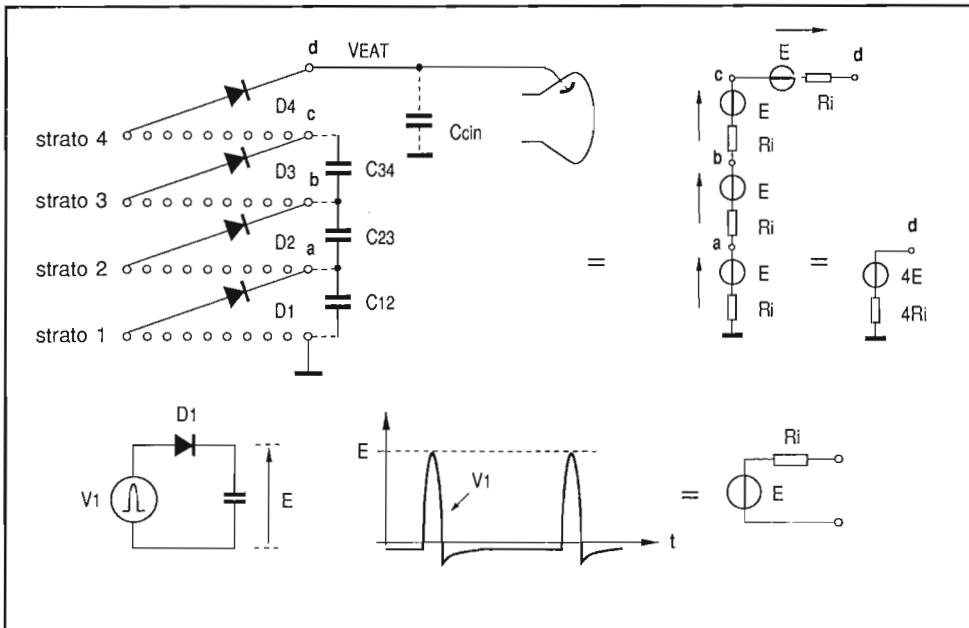 d VEAT
D4
strato 4
c
Ccin
D3
C34
strato 3
b
D2
C23
strato 2
a
D1
C12
strato 1
=
E
d
c
Ri
E
Ri
b
E
Ri
a
E
Ri
=
d
4E
4Ri
D1
V1
E
E
V1
t
=
Ri
E